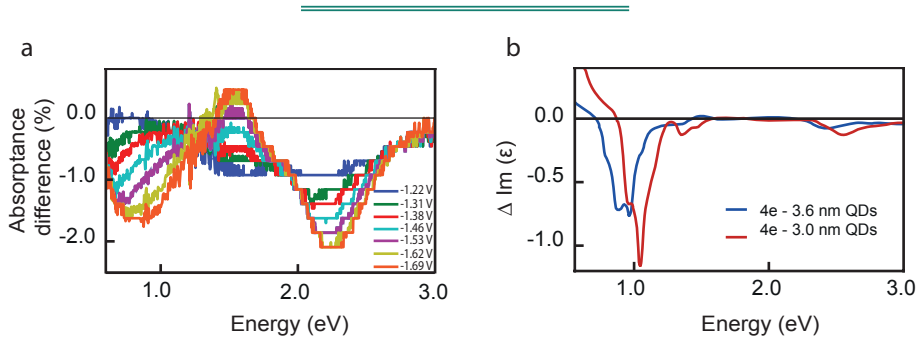 a
Absorptance
difference (%)
0.0
-1.0
-2.0
-1.22 V
-1.31 V
-1.38 V
-1.46 V
-1.53 V
-1.62 V
-1.69 V
1.0
2.0
3.0
Energy (eV)
b
Δ Im (ε)
0.0
-0.5
-1.0
4e - 3.6 nm QDs
4e - 3.0 nm QDs
1.0
2.0
3.0
Energy (eV)